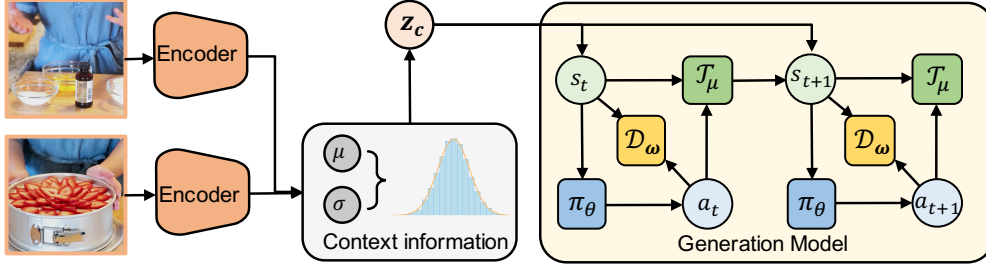 Encoder
Encoder
μ
σ
Context information
z_c
s_t
𝒯_μ
s_{t+1}
𝒯_μ
𝒟_ω
𝒟_ω
π_θ
a_t
π_θ
a_{t+1}
Generation Model